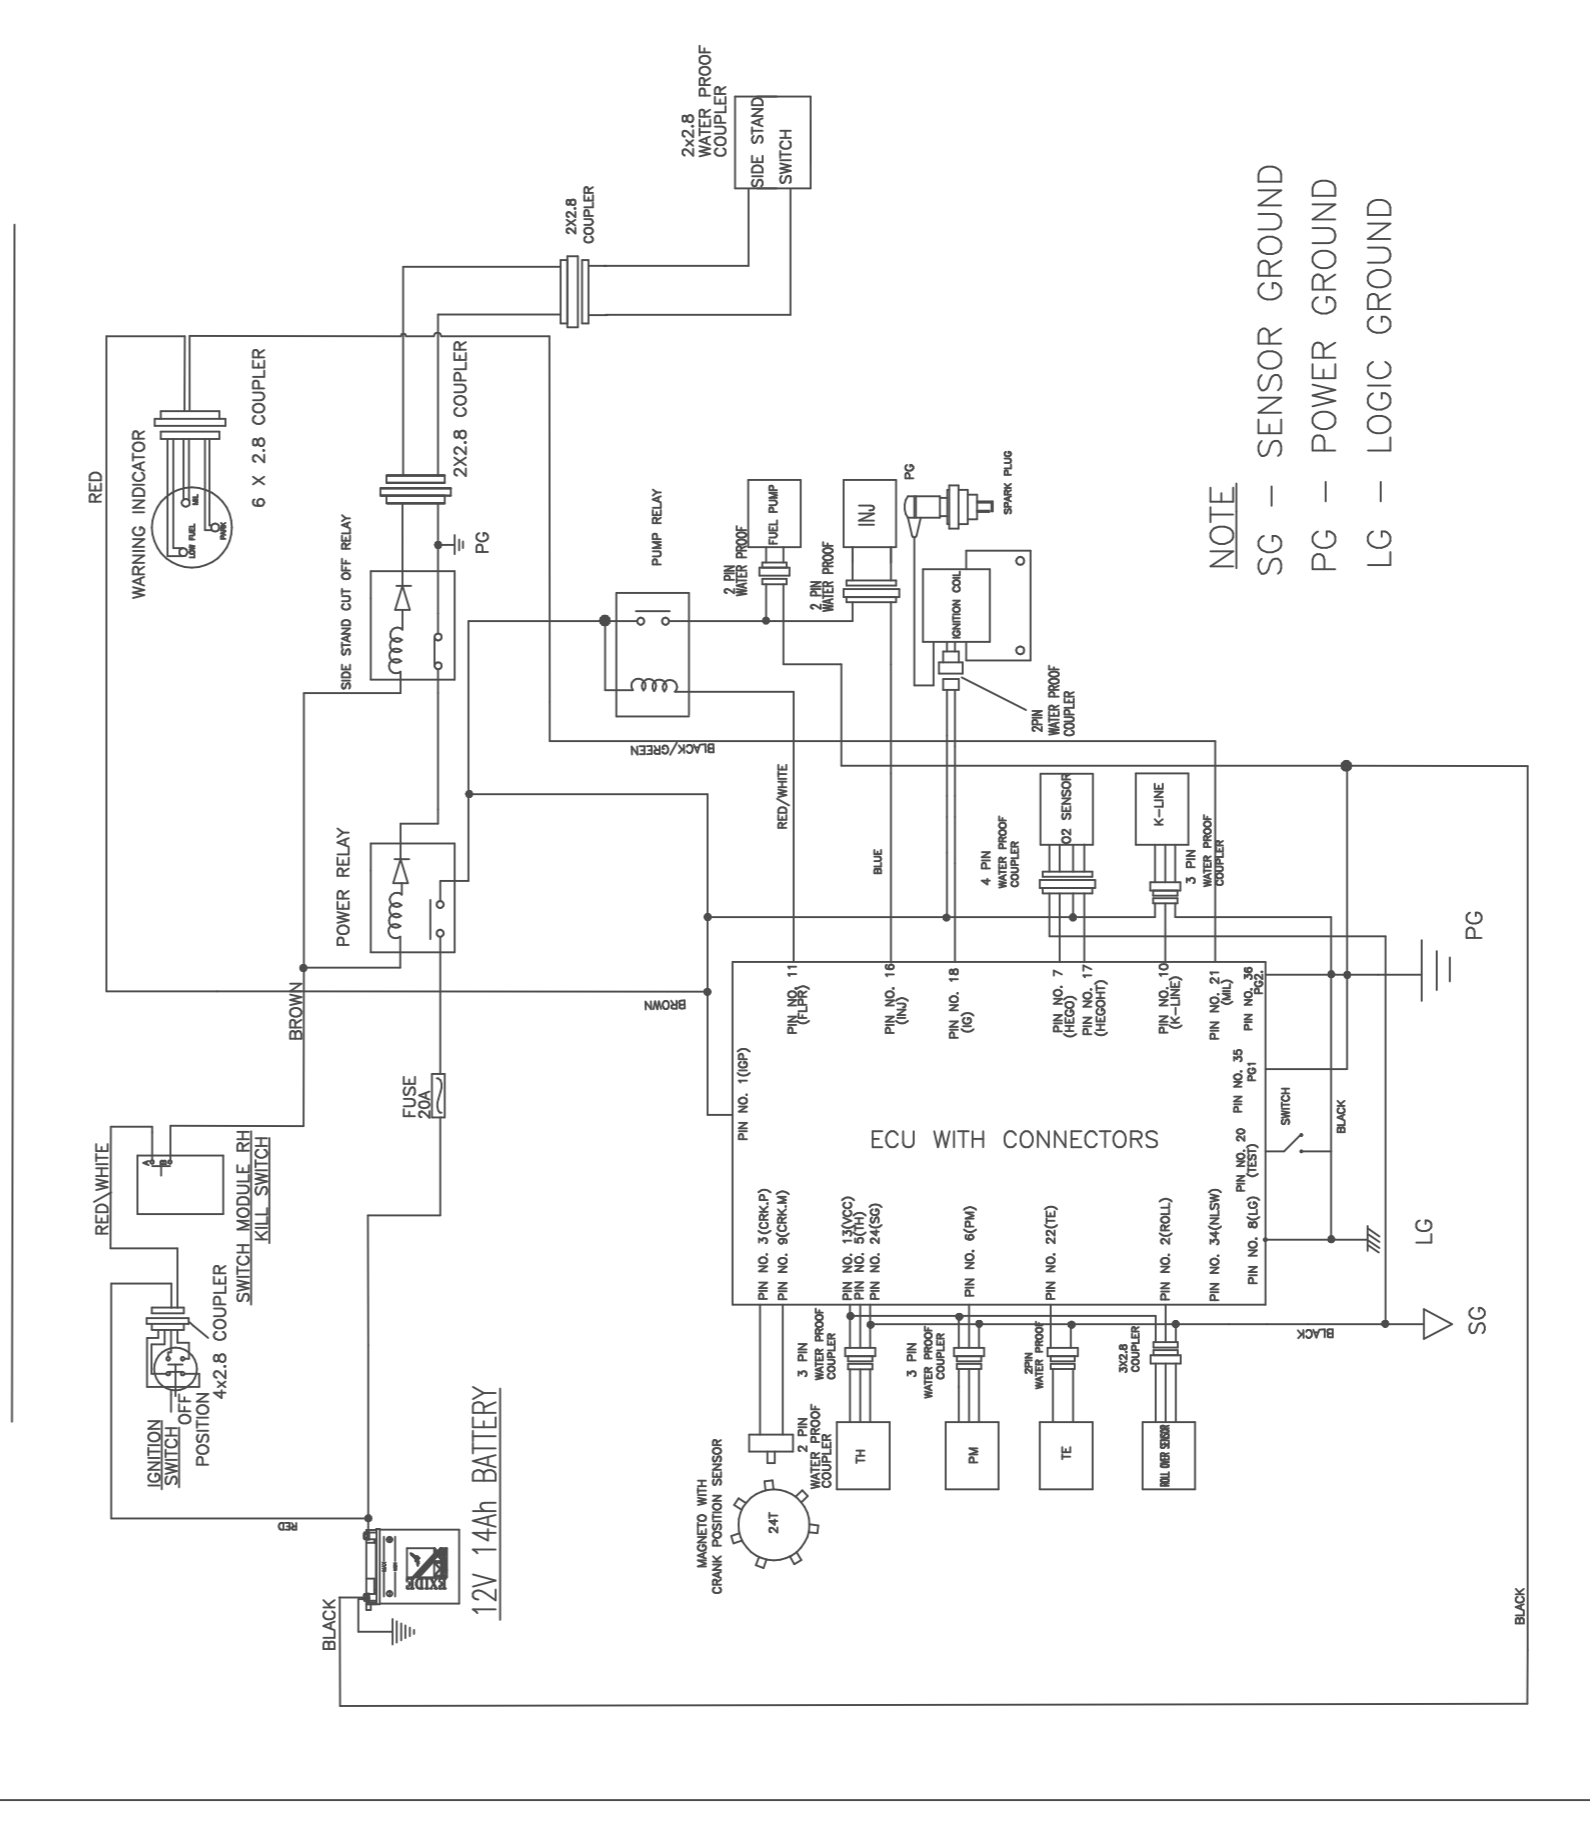 RED
WARNING INDICATOR
LOW FUEL
MIL
PARK
6 X 2.8 COUPLER
2x2.8
WATER PROOF
COUPLER
SIDE STAND
SWITCH
2X2.8
COUPLER
2X2.8 COUPLER
SIDE STAND CUT OFF RELAY
PG
PUMP RELAY
BLACK/GREEN
2 PIN
WATER PROOF
FUEL PUMP
2 PIN
WATER PROOF
INJ
PG
SPARK PLUG
IGNITION COIL
2PIN
WATER PROOF
COUPLER
NOTE
SG - SENSOR GROUND
PG - POWER GROUND
LG - LOGIC GROUND
POWER RELAY
BROWN
BROWN
RED/WHITE
BLUE
4 PIN
WATER PROOF
COUPLER
O2 SENSOR
K-LINE
3 PIN
WATER PROOF
COUPLER
PG
FUSE
20A
RED\WHITE
A
B
SWITCH MODULE RH
KILL SWITCH
4x2.8 COUPLER
IGNITION
SWITCH
OFF
POSITION
RED
EXIDE
12V 14Ah BATTERY
BLACK
ECU WITH CONNECTORS
PIN NO. 1(IGP)
PIN NO. 11
(FLPR)
PIN NO. 16
(INJ)
PIN NO. 18
(IG)
PIN NO. 7
(HEGO)
PIN NO. 17
(HEGOHT)
PIN NO. 10
(K-LINE)
PIN NO. 21
(MIL)
PIN NO. 36
PG2.
PIN NO. 35
PG1
PIN NO. 20
(TEST)
PIN NO. 8(LG)
PIN NO. 34(NLSW)
PIN NO. 2(ROLL)
PIN NO. 22(TE)
PIN NO. 6(PM)
PIN NO. 24(SG)
PIN NO. 5(TH)
PIN NO. 13(VCC)
PIN NO. 9(CRK.M)
PIN NO. 3(CRK.P)
SWITCH
BLACK
LG
SG
BLACK
MAGNETO WITH
CRANK POSITION SENSOR
24T
2 PIN
WATER PROOF
COUPLER
3 PIN
WATER PROOF
COUPLER
TH
3 PIN
WATER PROOF
COUPLER
PM
2PIN
WATER PROOF
TE
3X2.8
COUPLER
ROLL OVER SENSOR
BLACK